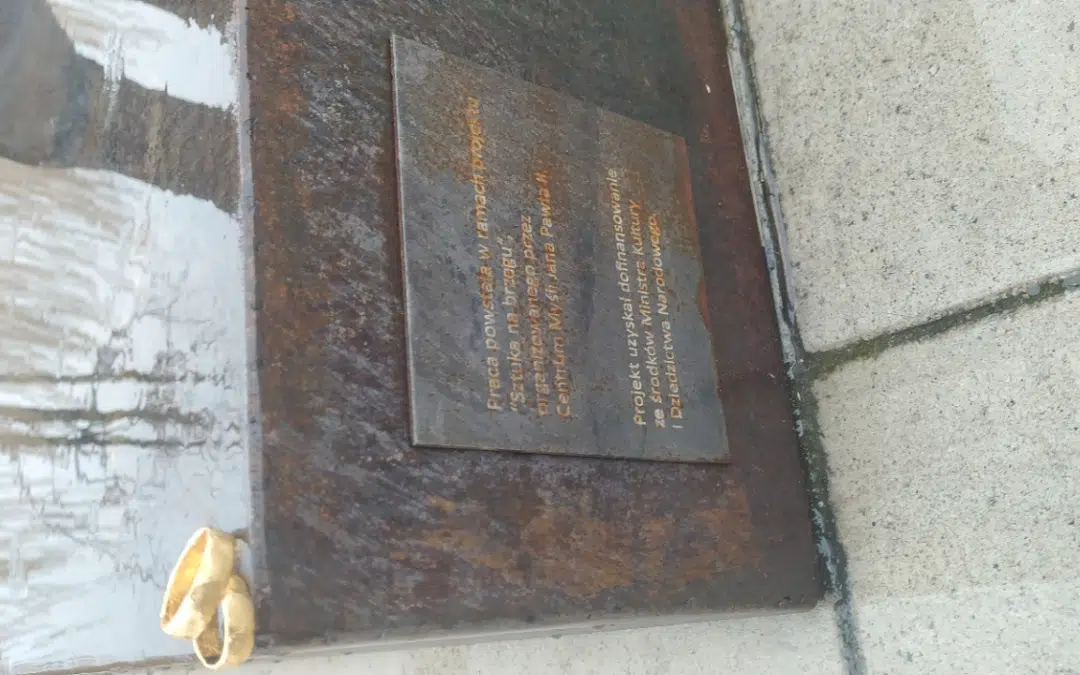 Praca powstała w ramach projektu
"Sztuka na brzegu",
organizowanego przez
Centrum Myśli Jana Pawła II.
Projekt uzyskał dofinansowanie
ze środków Ministra Kultury
i Dziedzictwa Narodowego.